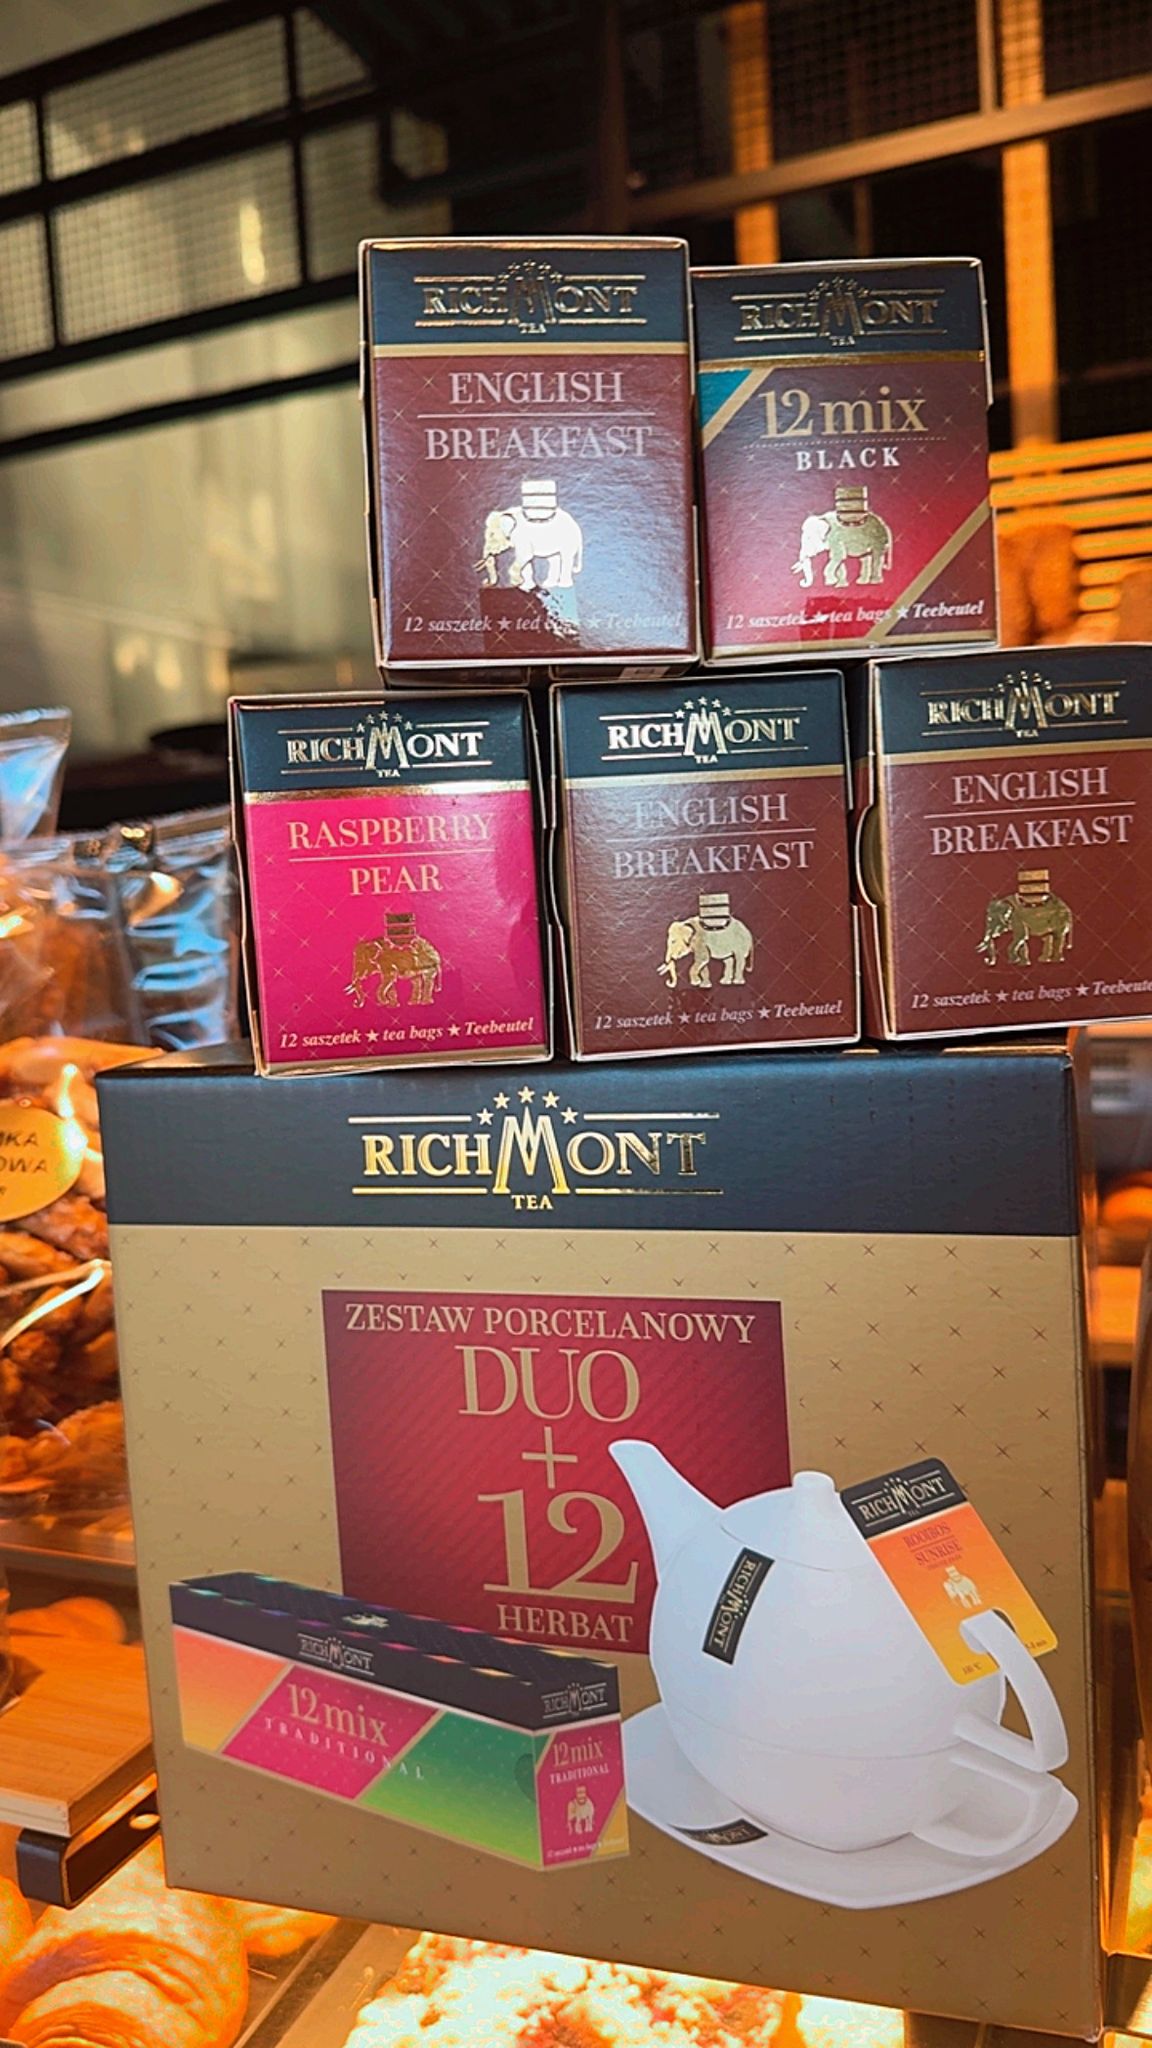 RICHMONT
TEA
ENGLISH
BREAKFAST
12 saszetek ★ tea bags ★ Teebeutel
RICHMONT
TEA
12 mix
BLACK
12 saszetek ★ tea bags ★ Teebeutel
RICHMONT
TEA
RASPBERRY
PEAR
12 saszetek ★ tea bags ★ Teebeutel
RICHMONT
TEA
ENGLISH
BREAKFAST
12 saszetek ★ tea bags ★ Teebeutel
RICHMONT
TEA
ENGLISH
BREAKFAST
12 saszetek ★ tea bags ★ Teebeute
RICHMONT
TEA
ZESTAW PORCELANOWY
DUO
+
12
HERBAT
RICHMONT
ROOIBOS
SUNRISE
RICHMONT
RICHMONT
12 mix
TRADITIONAL
RICHMONT
12 mix
TRADITIONAL
RICHMONT
OWA